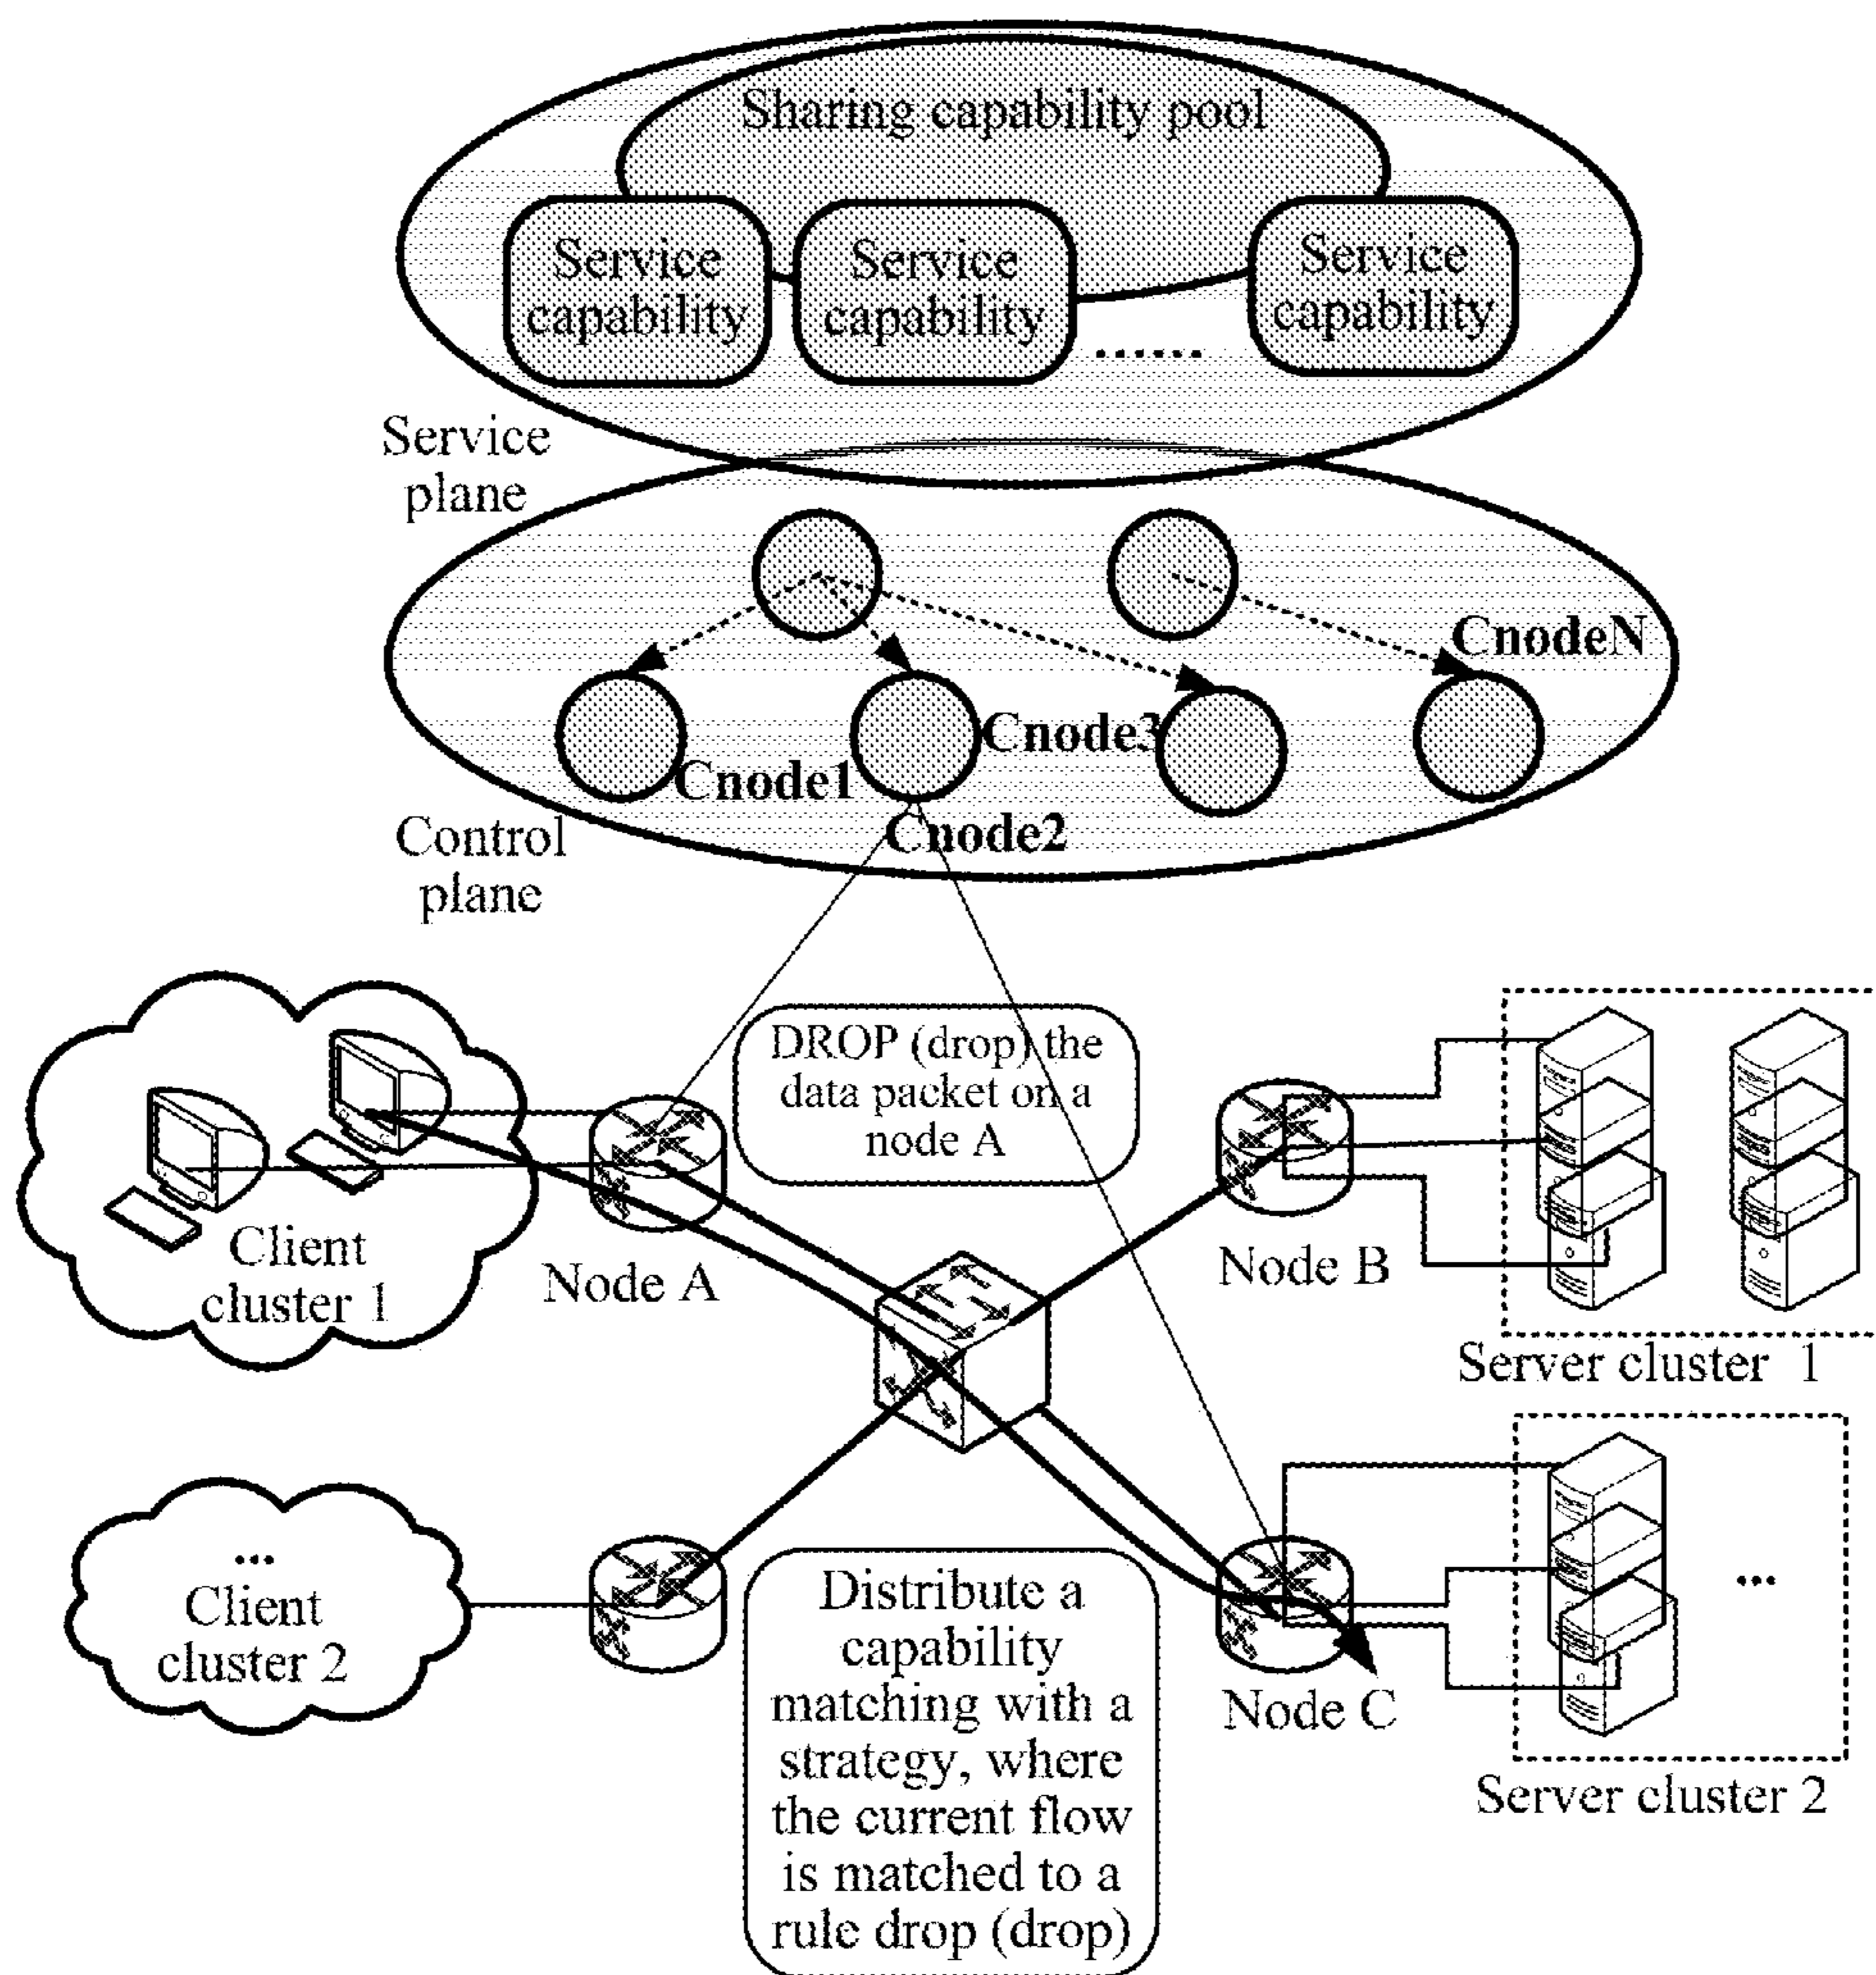 Sharing capability pool
Service
capability
Service
capability
......
Service
capability
Service
plane
CnodeN
Cnode3
Cnode1
Cnode2
Control
plane
DROP (drop) the
data packet on a
node A
Client
cluster 1
Node A
Node B
Server cluster 1
...
Client
cluster 2
Distribute a
capability
matching with a
strategy, where
the current flow
is matched to a
rule drop (drop)
Node C
...
Server cluster 2